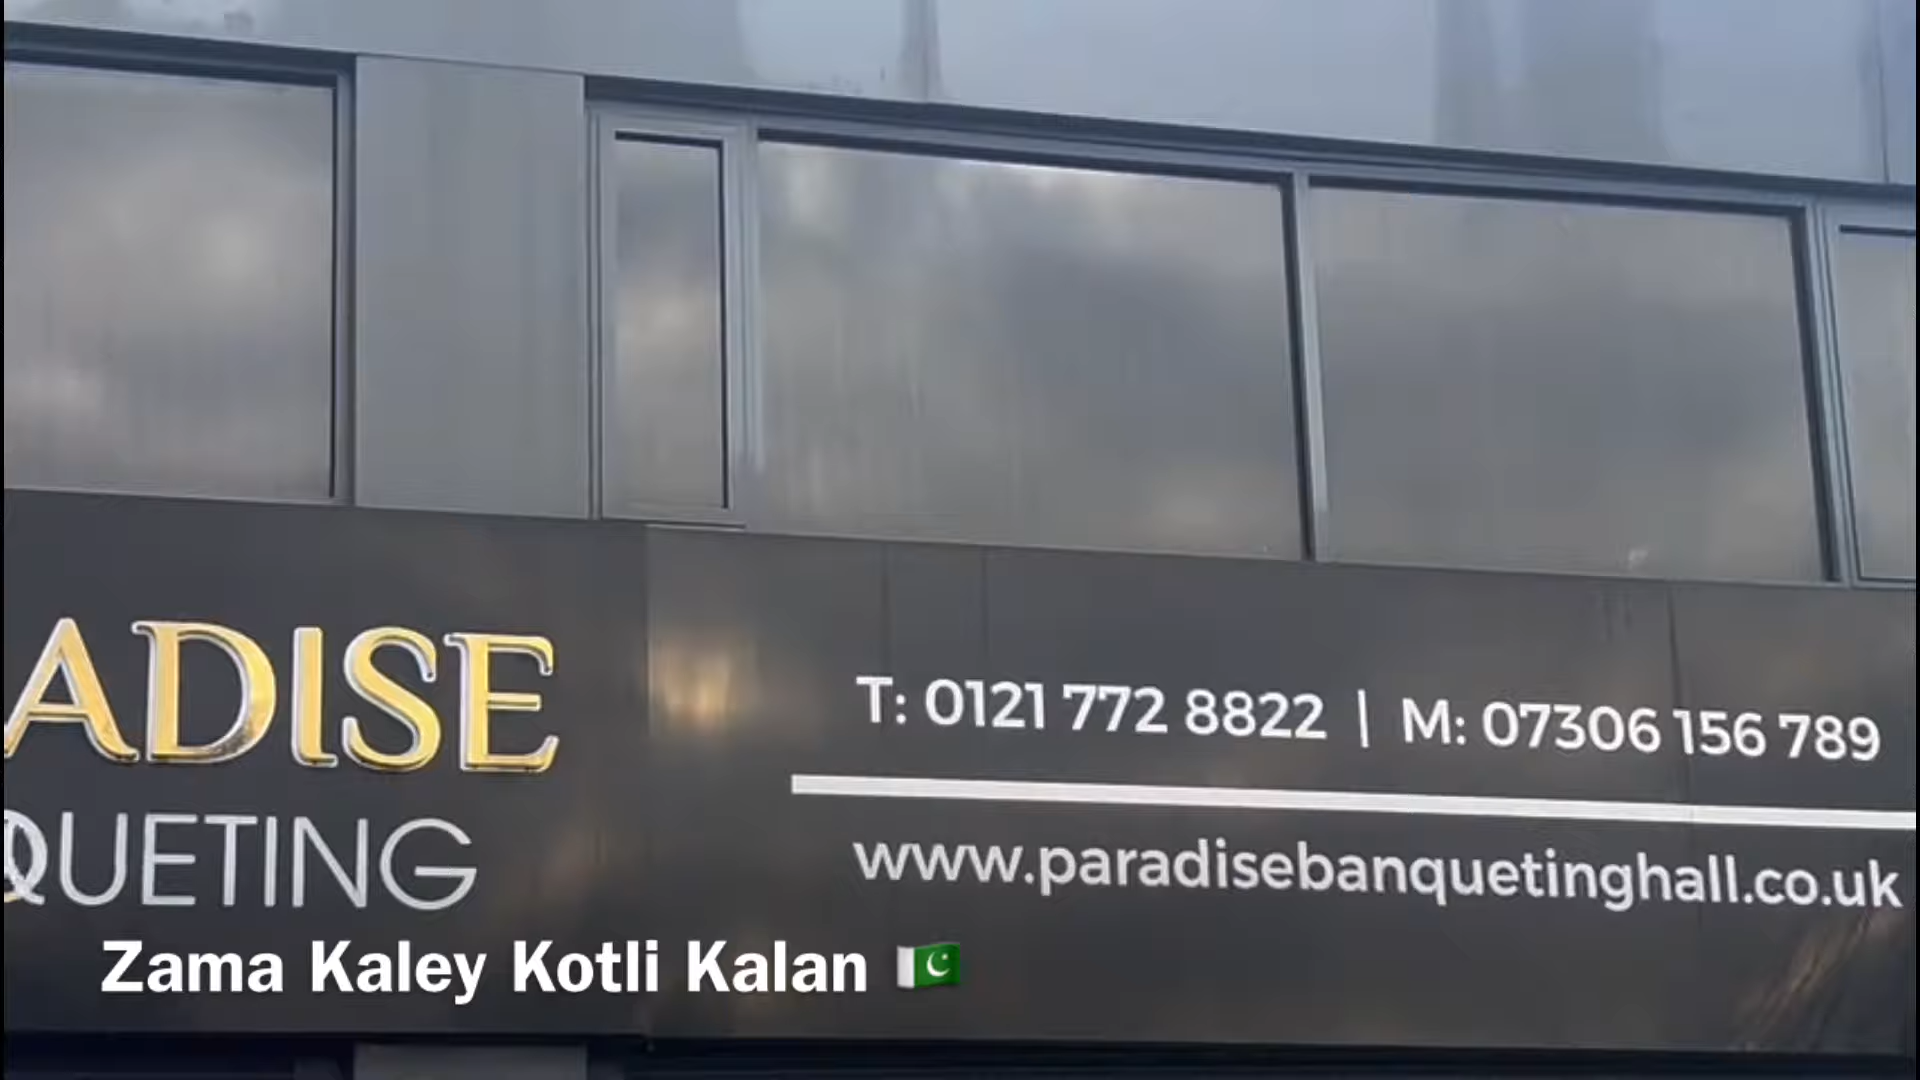 ADISE
QUETING
T: 0121 772 8822 | M: 07306 156 789
www.paradisebanquetinghall.co.uk
Zama Kaley Kotli Kalan 🇵🇰